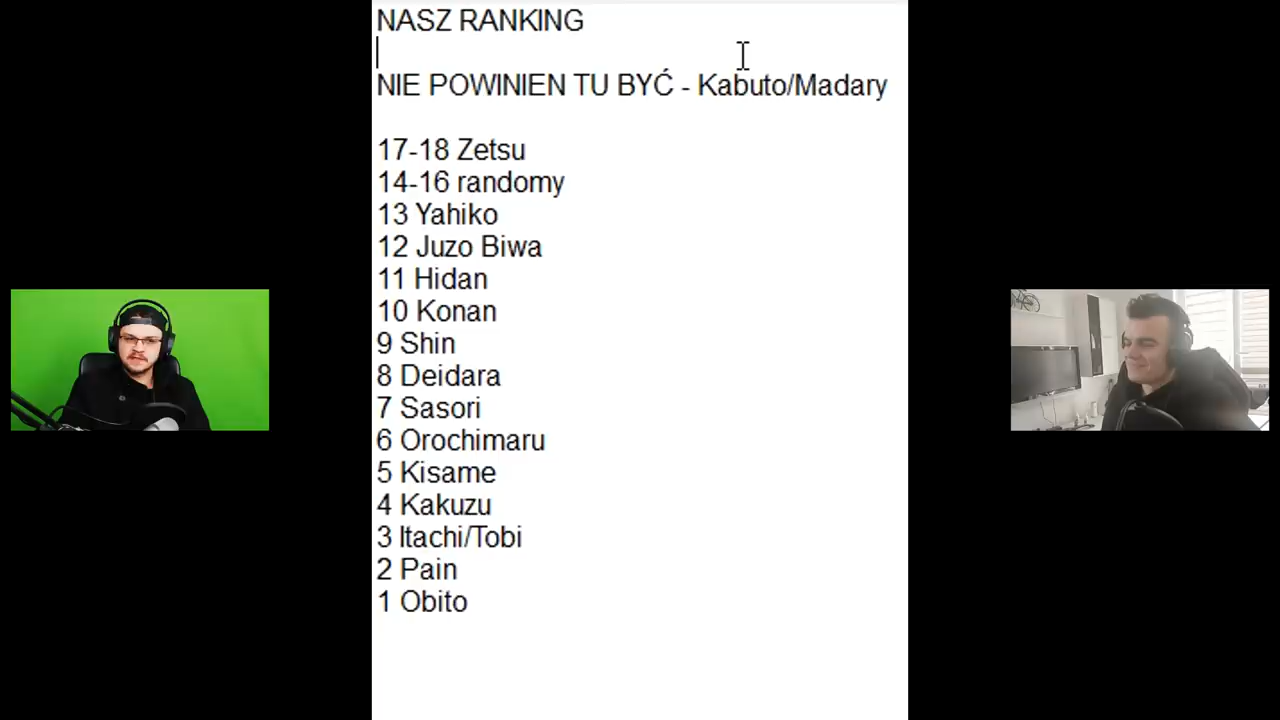 NASZ RANKING
NIE POWINIEN TU BYĆ - Kabuto/Madary
17-18 Zetsu
14-16 randomy
13 Yahiko
12 Juzo Biwa
11 Hidan
10 Konan
9 Shin
8 Deidara
7 Sasori
6 Orochimaru
5 Kisame
4 Kakuzu
3 Itachi/Tobi
2 Pain
1 Obito